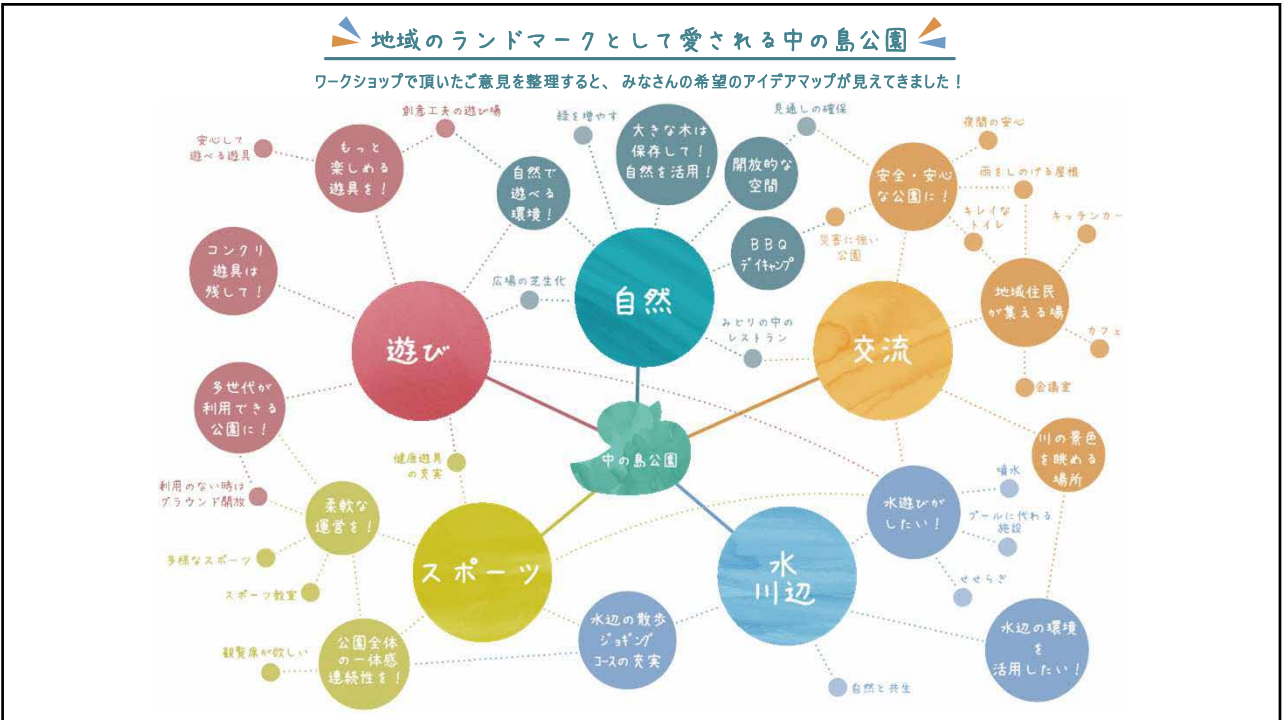 地域のランドマークとして愛される中の島公園
ワークショップで頂いたご意見を整理すると、みなさんの希望のアイデアマップが見えてきました！
創意工夫の遊び場
緑を増やす
見通しの確保
夜間の安心
安心して
遊べる遊具
もっと
楽しめる
遊具を！
自然で
遊べる
環境！
大きな木は
保存して！
自然を活用！
開放的な
空間
安全・安心
な公園に！
雨をしのげる屋根
キレイな
トイレ
キッチンカー
コンクリ
遊具は
残して！
BBQ
デイキャンプ
災害に強い
公園
広場の芝生化
自然
地域住民
が集える場
遊び
みどりの中の
レストラン
交流
カフェ
会議室
多世代が
利用できる
公園に！
中の島公園
川の景色
を眺める
場所
健康遊具
の充実
利用のない時は
グラウンド開放
柔軟な
運営を！
水遊びが
したい！
噴水
プールに代わる
施設
多様なスポーツ
スポーツ教室
スポーツ
水
川辺
せせらぎ
観覧席が欲しい
公園全体
の一体感
連続性を！
水辺の散歩
ジョギング
コースの充実
水辺の環境
を
活用したい！
自然と共生